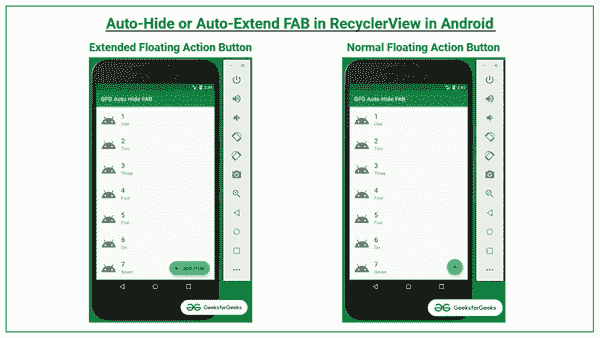 Auto-Hide or Auto-Extend FAB in RecyclerView in Android
Extended Floating Action Button
Normal Floating Action Button
GFG Auto Hide FAB
1
One
2
Two
3
Three
4
Four
5
Five
6
Six
7
Seven
GeeksforGeeks
GFG Auto Hide FAB
1
One
2
Two
3
Three
4
Four
5
Five
6
Six
7
Seven
GeeksforGeeks